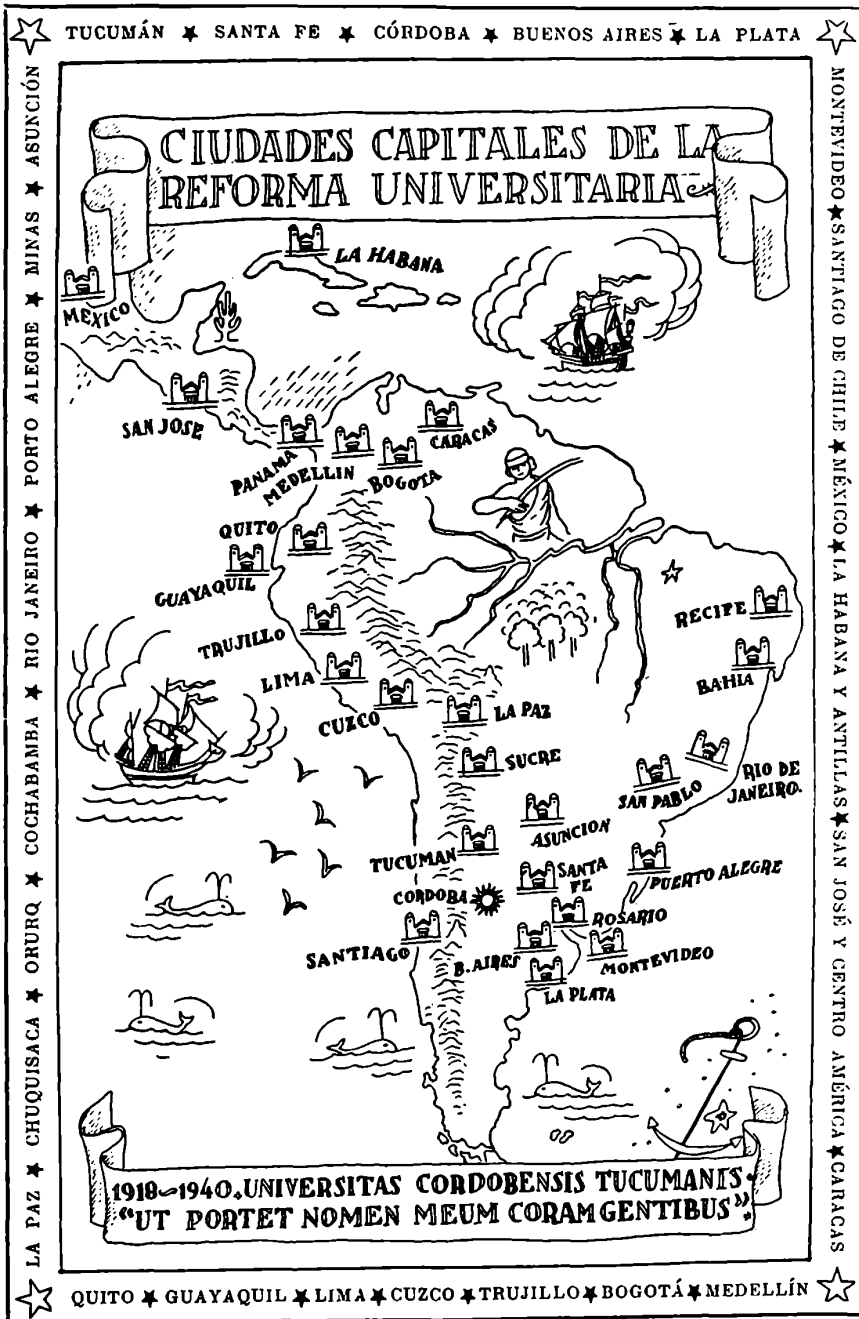 TUCUMÁN ★ SANTA FE ★ CÓRDOBA ★ BUENOS AIRES ★ LA PLATA
MONTEVIDEO ★ SANTIAGO DE CHILE ★ MÉXICO ★ LA HABANA Y ANTILLAS ★ SAN JOSÉ Y CENTRO AMÉRICA ★ CARACAS
LA PAZ ★ CHUQUISACA ★ ORURO ★ COCHABAMBA ★ RIO JANEIRO ★ PORTO ALEGRE ★ MINAS ★ ASUNCIÓN
CIUDADES CAPITALES DE LA
REFORMA UNIVERSITARIA
LA HABANA
MEXICO
SAN JOSE
PANAMA
MEDELLIN
BOGOTA
CARACAS
QUITO
GUAYAQUIL
TRUJILLO
LIMA
CUZCO
LA PAZ
SUCRE
RECIFE
BAHIA
RIO DE
JANEIRO.
SAN PABLO
ASUNCION
TUCUMAN
SANTA
FE
PUERTO ALEGRE
CORDOBA
ROSARIO
SANTIAGO
B. AIRES
MONTEVIDEO
LA PLATA
1918~1940. UNIVERSITAS CORDOBENSIS TUCUMANIS.
"UT PORTET NOMEN MEUM CORAM GENTIBUS".
QUITO ★ GUAYAQUIL ★ LIMA ★ CUZCO ★ TRUJILLO ★ BOGOTÁ ★ MEDELLÍN